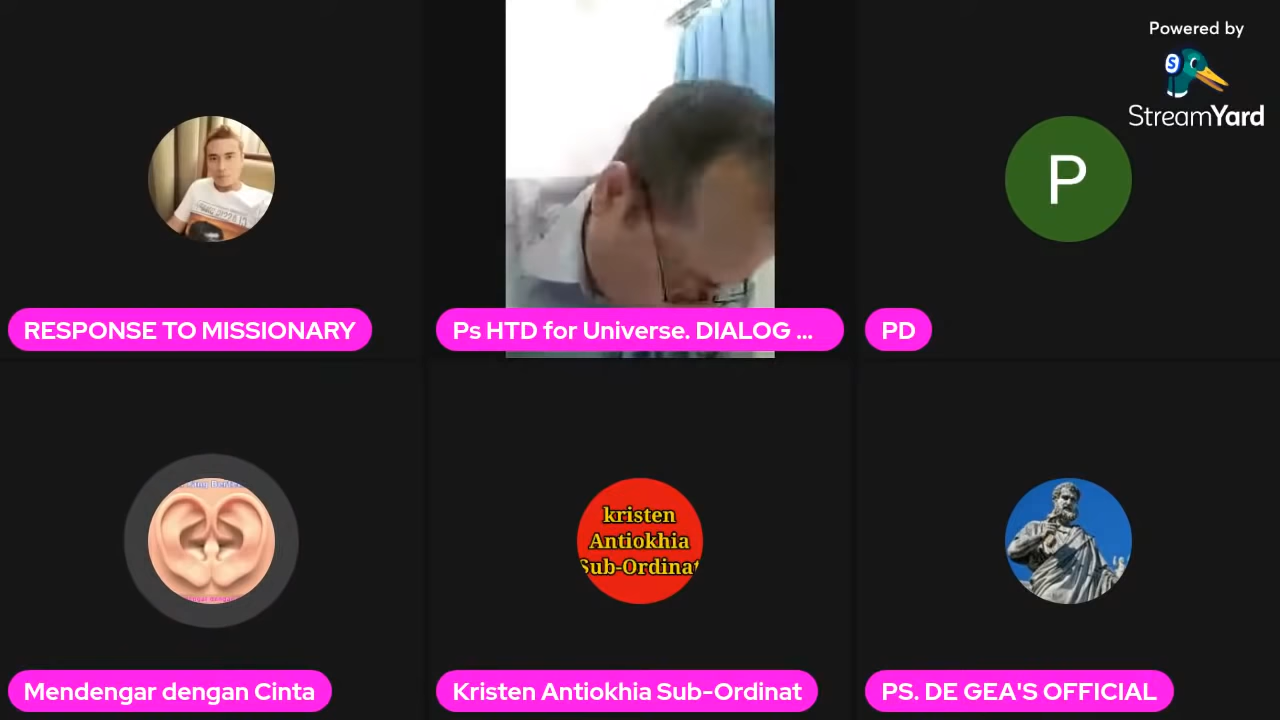 Powered by
StreamYard
P
RESPONSE TO MISSIONARY
Ps HTD for Universe. DIALOG ...
PD
kristen
Antiokhia
Sub-Ordinat
Mendengar dengan Cinta
Kristen Antiokhia Sub-Ordinat
PS. DE GEA'S OFFICIAL